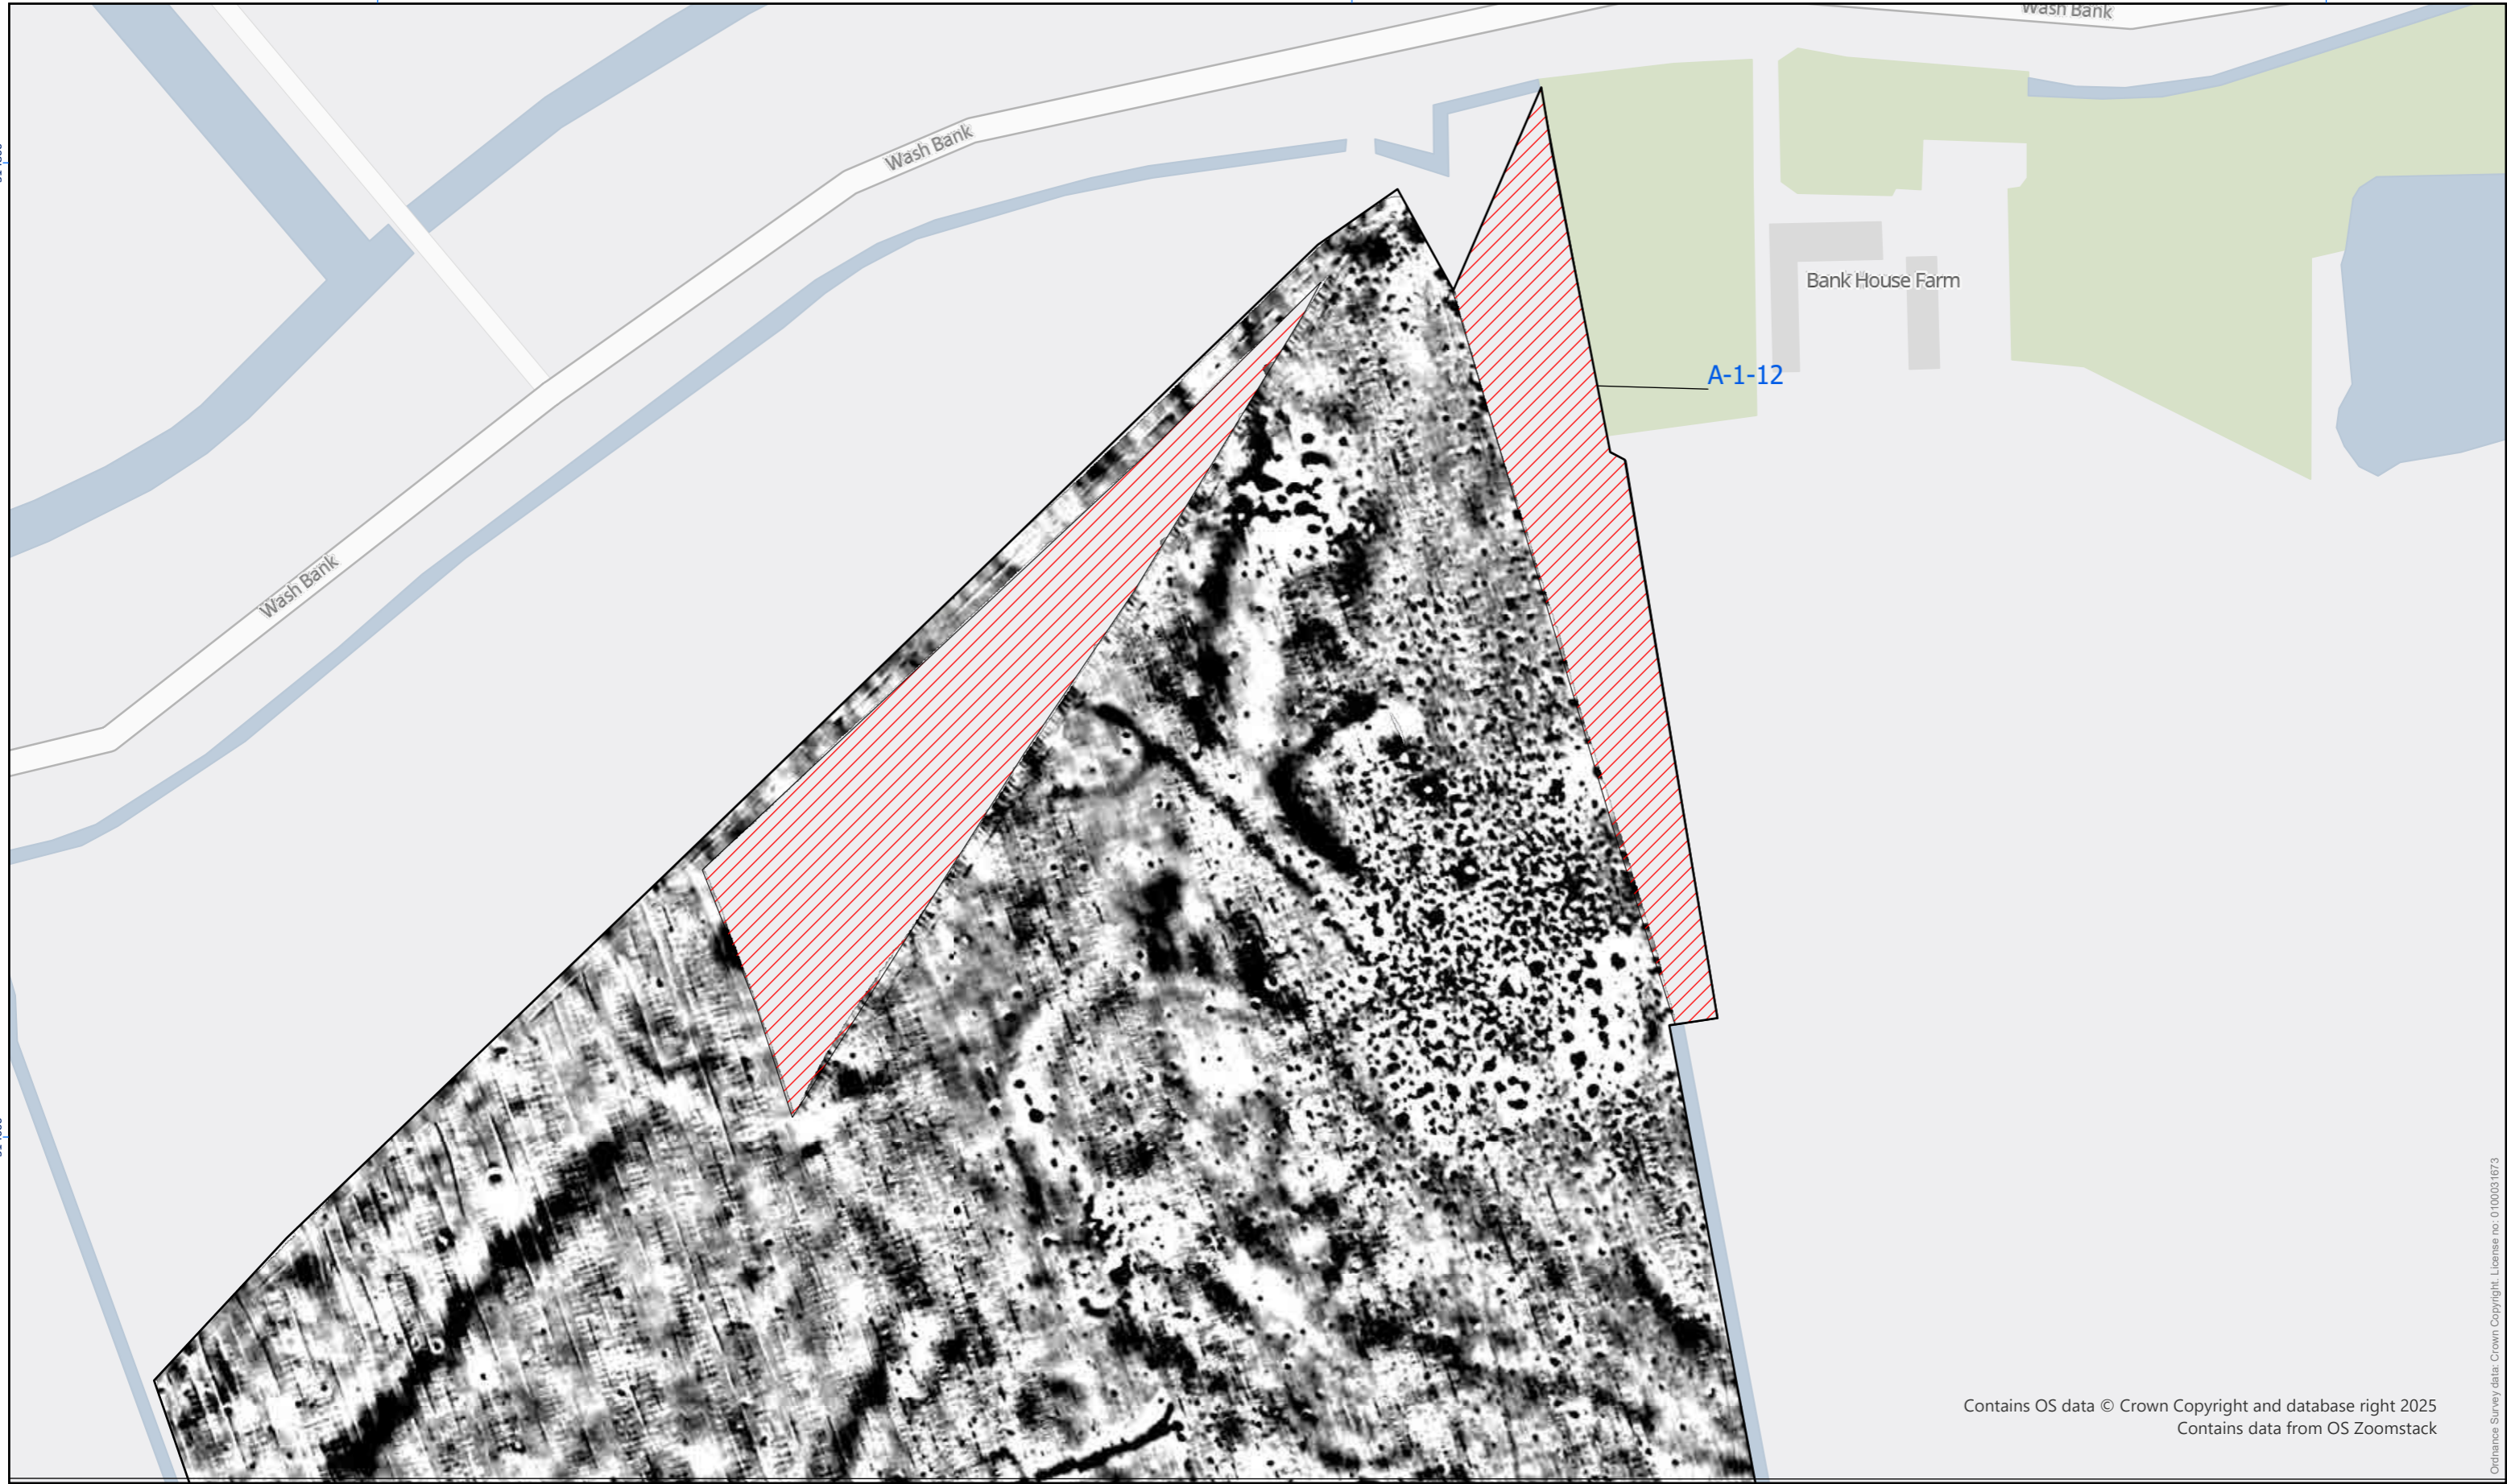 Wash Bank
Wash Bank
Bank House Farm
A-1-12
Wash Bank
Contains OS data © Crown Copyright and database right 2025
Contains data from OS Zoomstack
Ordnance Survey data: Crown Copyright. License no: 0100031673